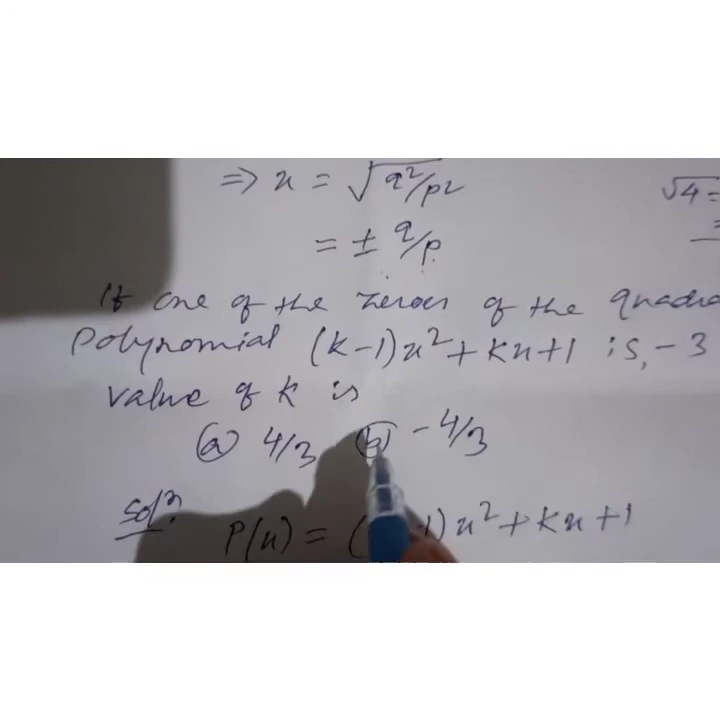 ⇒ x = √q²/p²
√4 =
= ± q/p
If one of the zeroes of the quadra
Polynomial (k-1)x² + kx + 1 is, -3
value of k is
(a) 4/3 (b) -4/3
Solⁿ.
P(x) = ( -1)x² + kx + 1